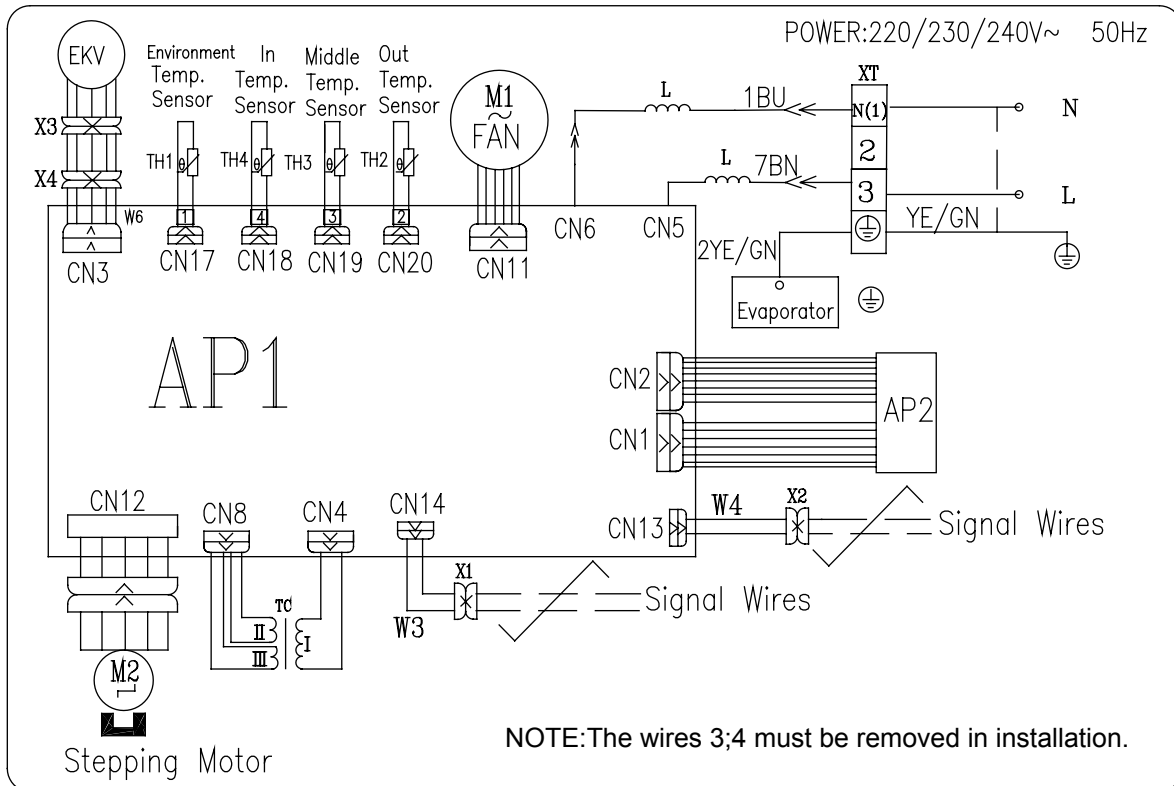 POWER:220/230/240V~ 50Hz
EKV
Environment
Temp.
Sensor
In
Temp.
Sensor
Middle
Temp.
Sensor
Out
Temp.
Sensor
M1
~
FAN
X3
X4
W6
TH1
θ
TH4
θ
TH3
θ
TH2
θ
1
4
3
2
CN3
CN17
CN18
CN19
CN20
CN11
CN6
CN5
L
1BU
L
7BN
XT
N(1)
2
3
N
L
YE/GN
2YE/GN
Evaporator
AP1
CN2
CN1
AP2
CN12
CN8
CN4
CN14
CN13
W4
X2
Signal Wires
X1
W3
Signal Wires
TC
II
III
I
M2
Stepping Motor
NOTE:The wires 3;4 must be removed in installation.